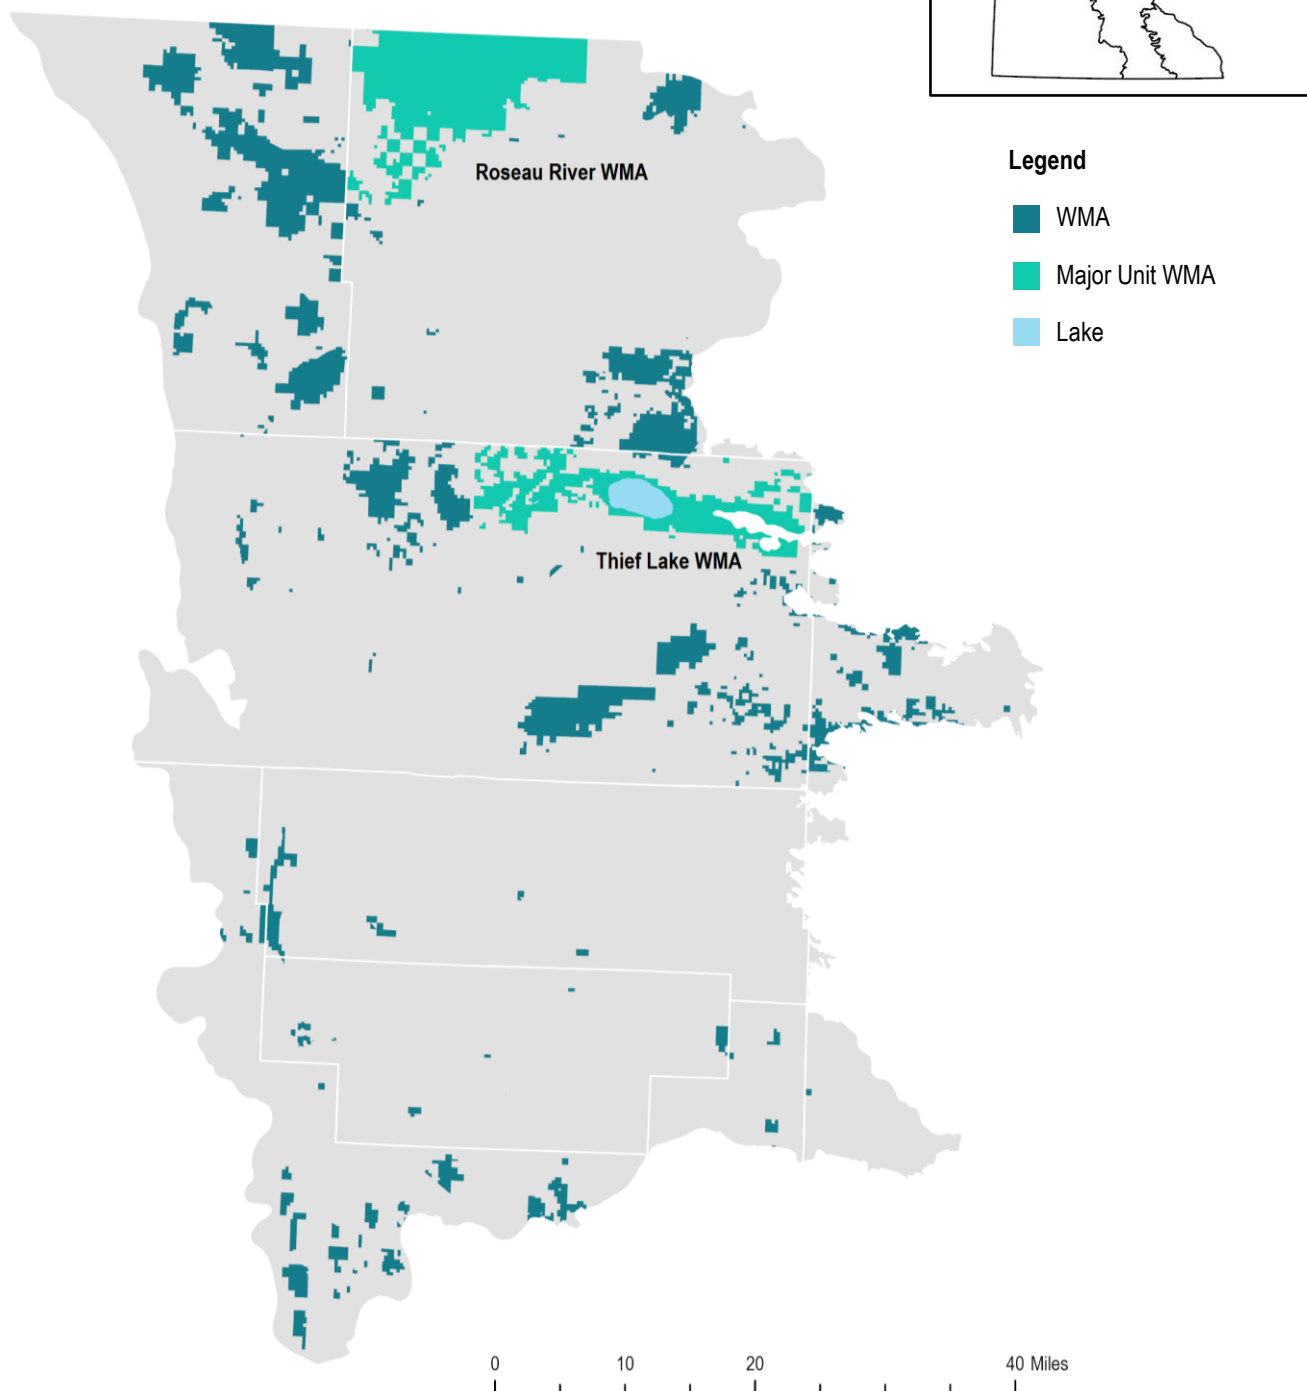 Legend
WMA
Roseau River WMA
Major Unit WMA
Lake
Thief Lake WMA
0 10 20 40 Miles